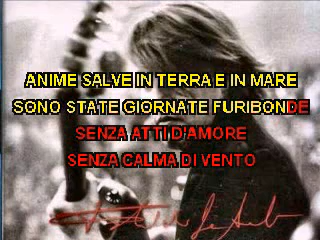 ANIME SALVE IN TERRA E IN MARE
SONO STATE GIORNATE FURIBONDE
SENZA ATTI D'AMORE
SENZA CALMA DI VENTO